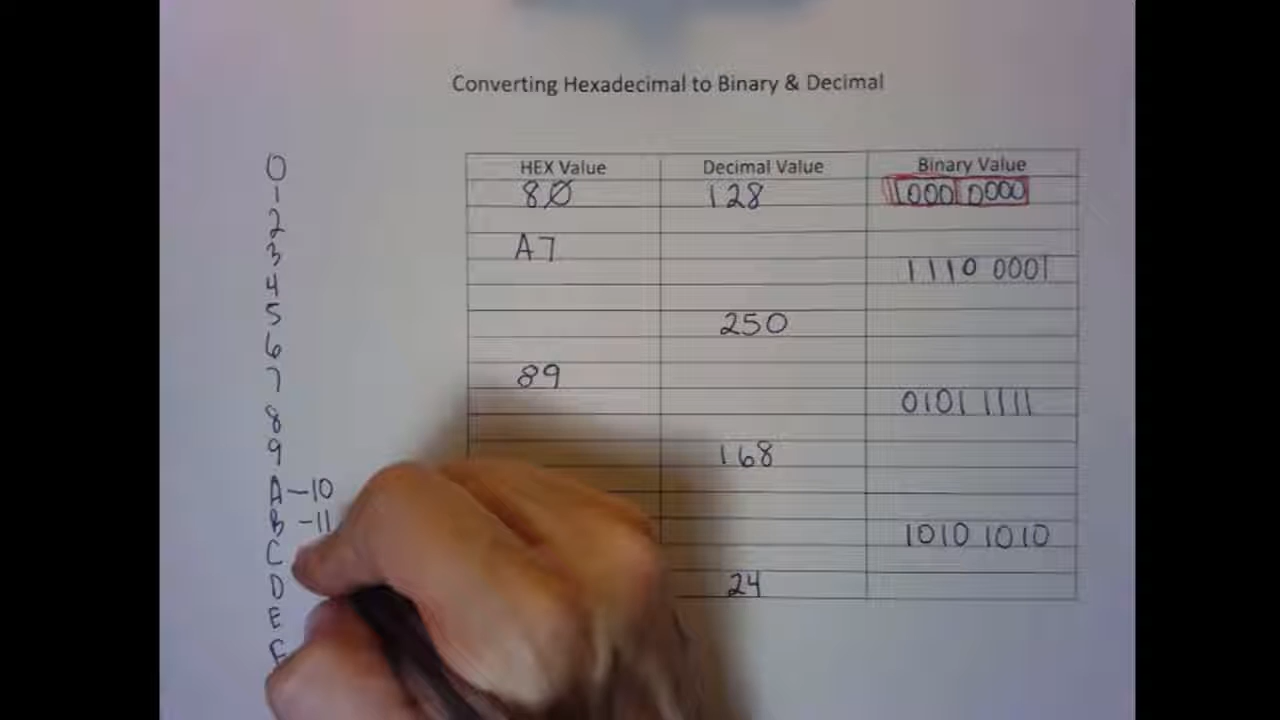 Converting Hexadecimal to Binary & Decimal
HEX Value Decimal Value Binary Value
80 128 1000 0000
A7
1110 0001
250
89
0101 1111
168
1010 1010
24
0
1
2
3
4
5
6
7
8
9
A -10
B -11
C
D
E
F